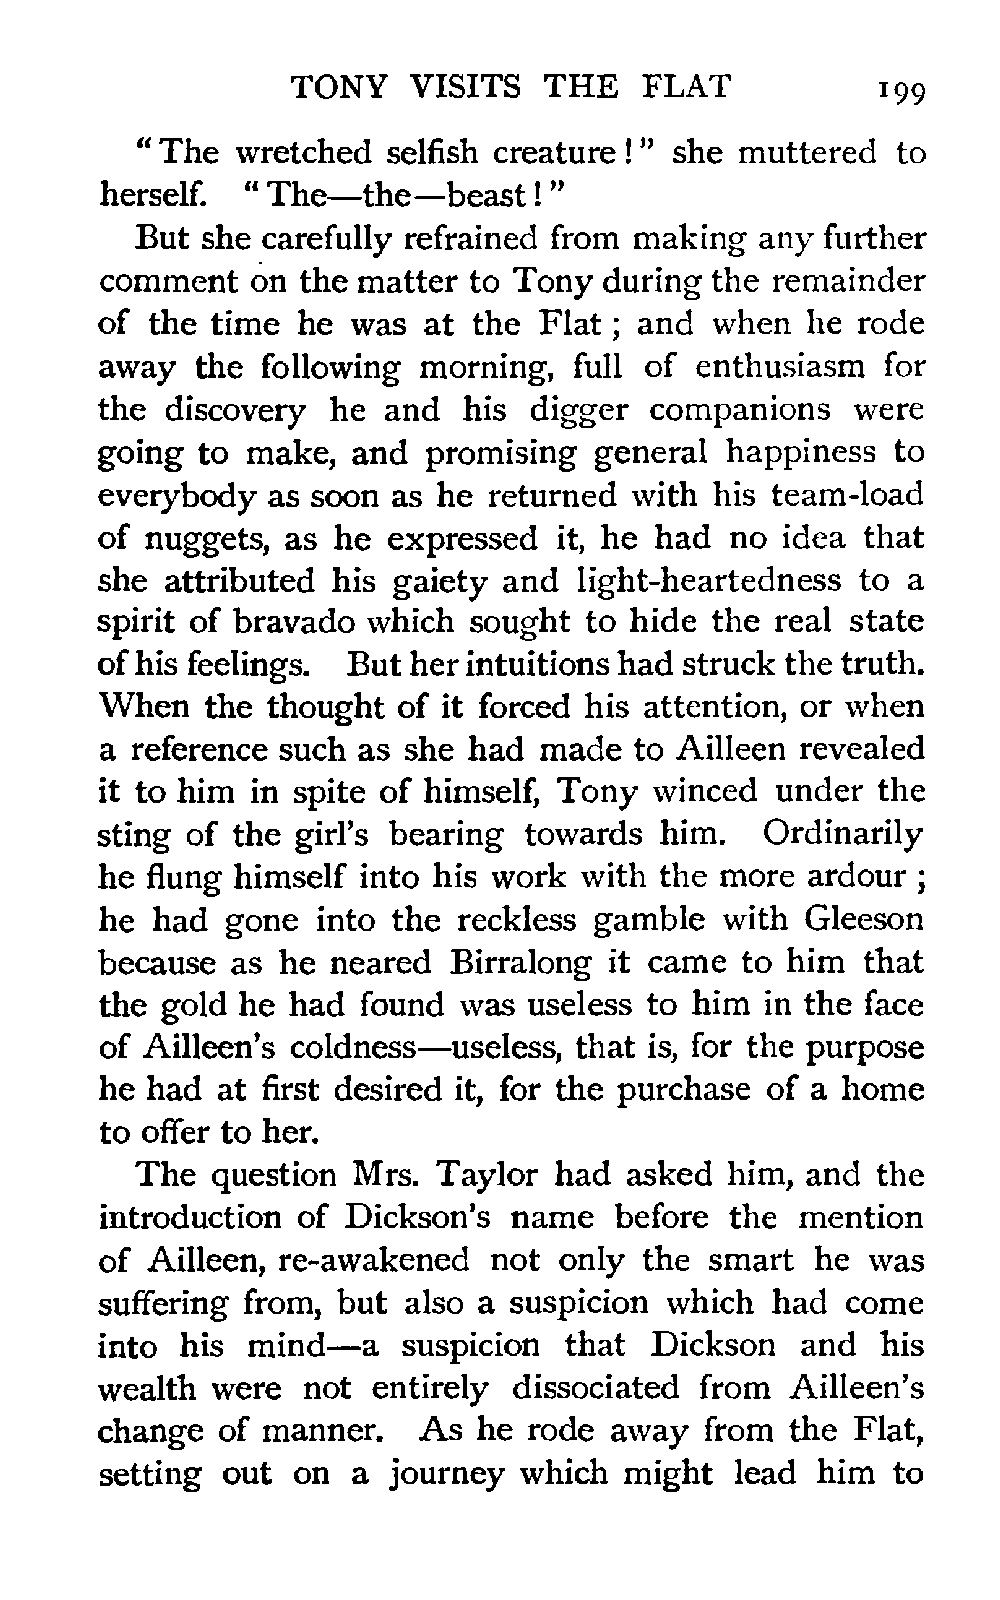 TONY VISITS THE FLAT 199
"The wretched selfish creature!" she muttered to
herself. "The—the—beast!"
But she carefully refrained from making any further
comment on the matter to Tony during the remainder
of the time he was at the Flat; and when he rode
away the following morning, full of enthusiasm for
the discovery he and his digger companions were
going to make, and promising general happiness to
everybody as soon as he returned with his team-load
of nuggets, as he expressed it, he had no idea that
she attributed his gaiety and light-heartedness to a
spirit of bravado which sought to hide the real state
of his feelings. But her intuitions had struck the truth.
When the thought of it forced his attention, or when
a reference such as she had made to Ailleen revealed
it to him in spite of himself, Tony winced under the
sting of the girl's bearing towards him. Ordinarily
he flung himself into his work with the more ardour;
he had gone into the reckless gamble with Gleeson
because as he neared Birralong it came to him that
the gold he had found was useless to him in the face
of Ailleen's coldness—useless, that is, for the purpose
he had at first desired it, for the purchase of a home
to offer to her.
The question Mrs. Taylor had asked him, and the
introduction of Dickson's name before the mention
of Ailleen, re-awakened not only the smart he was
suffering from, but also a suspicion which had come
into his mind—a suspicion that Dickson and his
wealth were not entirely dissociated from Ailleen's
change of manner. As he rode away from the Flat,
setting out on a journey which might lead him to